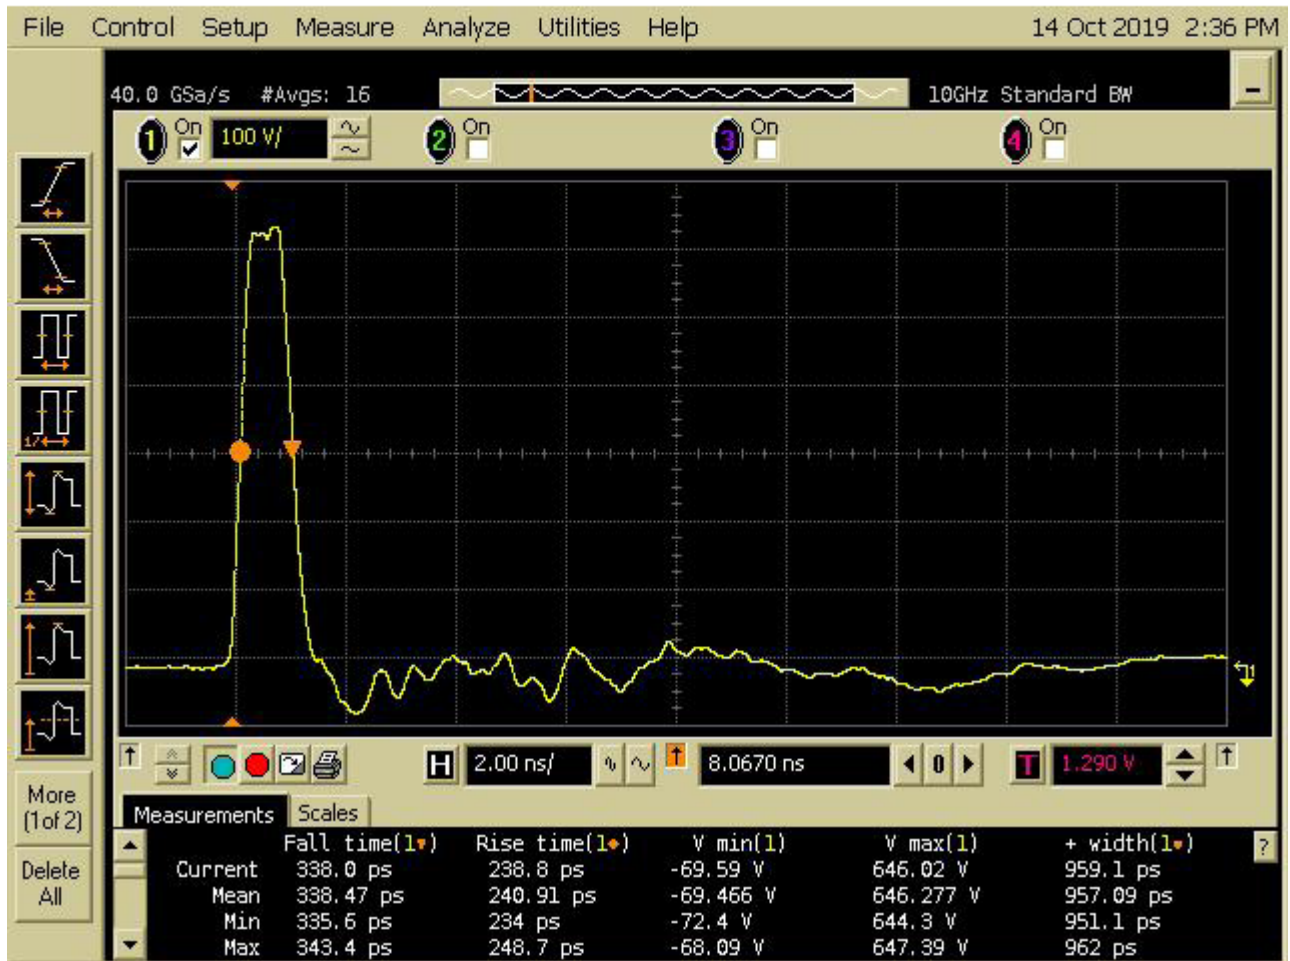 File Control Setup Measure Analyze Utilities Help 14 Oct 2019 2:36 PM
40.0 GSa/s #Avgs: 16 10GHz Standard BW
1 On 100 V/ 2 On 3 On 4 On
1/
H 2.00 ns/ 8.0670 ns 0 T 1.290 V
More
(1of 2)
Delete
All
Measurements Scales
Fall time(1) Rise time(1) V min(1) V max(1) + width(1) ?
Current 338.0 ps 238.8 ps -69.59 V 646.02 V 959.1 ps
Mean 338.47 ps 240.91 ps -69.466 V 646.277 V 957.09 ps
Min 335.6 ps 234 ps -72.4 V 644.3 V 951.1 ps
Max 343.4 ps 248.7 ps -68.09 V 647.39 V 962 ps